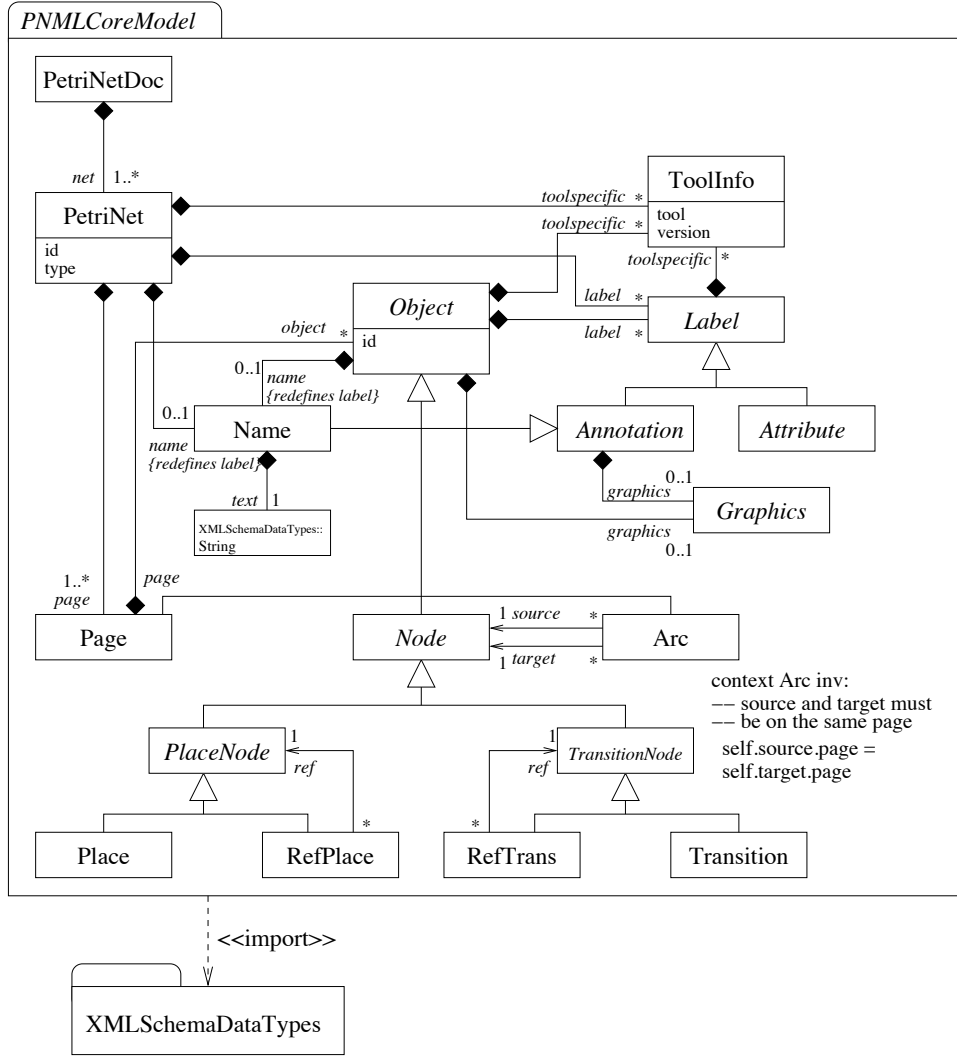 PNMLCoreModel
PetriNetDoc
net
1..*
PetriNet
id
type
toolspecific *
toolspecific *
ToolInfo
tool
version
toolspecific *
Object
id
label *
label *
Label
object *
0..1
name
{redefines label}
0..1
name
{redefines label}
Name
Annotation
Attribute
text 1
XMLSchemaDataTypes::
String
0..1
graphics
graphics
0..1
Graphics
1..*
page
page
Page
Node
1 source *
1 target *
Arc
context Arc inv:
−− source and target must
−− be on the same page
self.source.page =
self.target.page
PlaceNode
1
ref
*
1
ref
*
TransitionNode
Place
RefPlace
RefTrans
Transition
<<import>>
XMLSchemaDataTypes